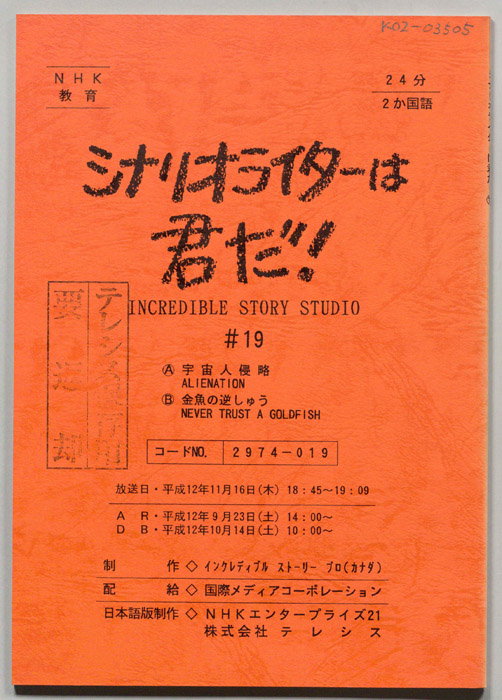 K02-03505
NHK
教育
24分
2か国語
シナリオライターは
君だ!
INCREDIBLE STORY STUDIO
#19
Ⓐ 宇宙人侵略
ALIENATION
Ⓑ 金魚の逆しゅう
NEVER TRUST A GOLDFISH
コードNO. 2974-019
放送日・平成12年11月16日(木) 18:45〜19:09
A R・平成12年9月23日(土) 14:00〜
D B・平成12年10月14日(土) 10:00〜
制作◇インクレディブル ストーリー プロ(カナダ)
配給◇国際メディアコーポレーション
日本語版制作◇NHKエンタープライズ21
株式会社テレシス
テレシス
要返却